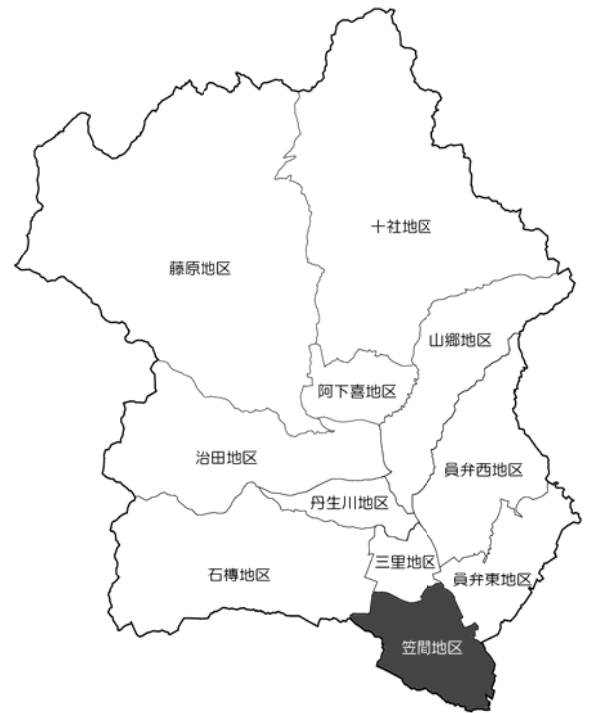 十社地区
藤原地区
山郷地区
阿下喜地区
治田地区
員弁西地区
丹生川地区
三里地区
石榑地区
員弁東地区
笠間地区